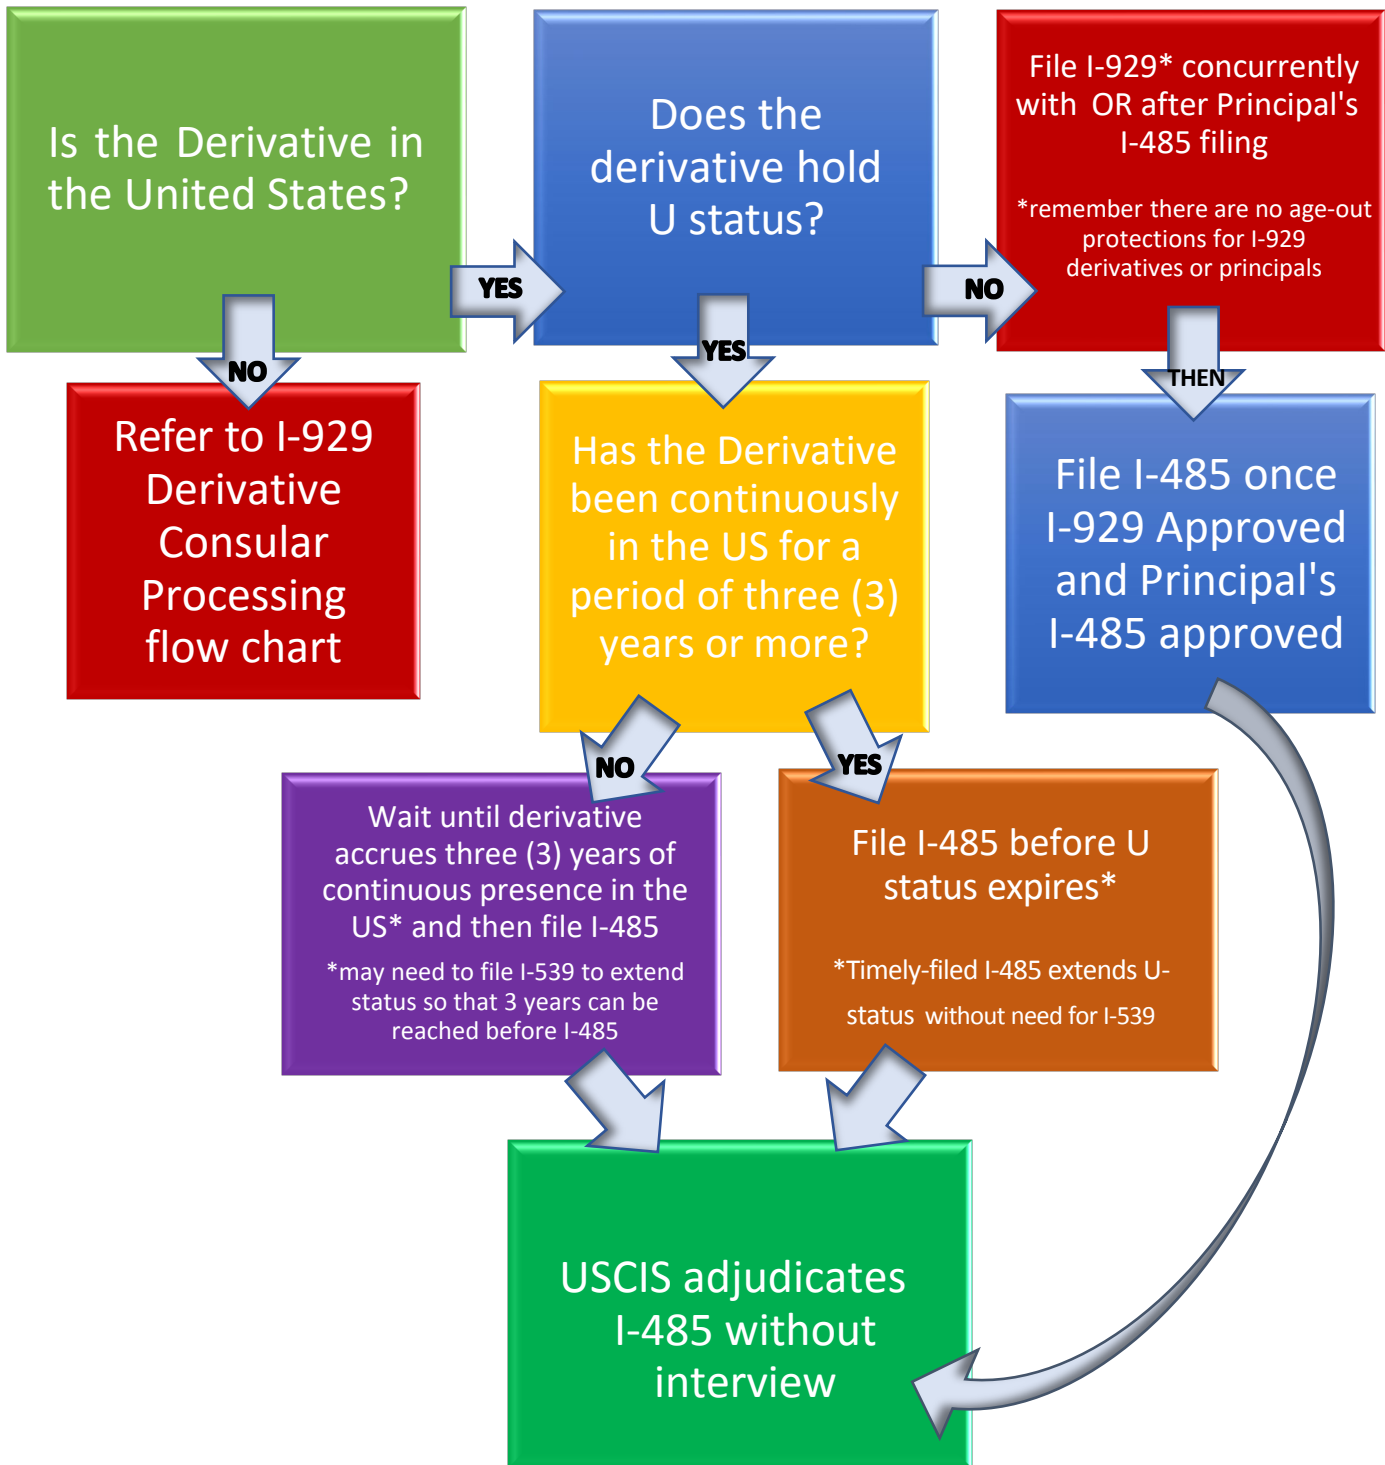 Is the Derivative in
the United States?
YES
NO
Does the
derivative hold
U status?
NO
YES
File I-929* concurrently
with OR after Principal's
I-485 filing
*remember there are no age-out
protections for I-929
derivatives or principals
THEN
Refer to I-929
Derivative
Consular
Processing
flow chart
Has the Derivative
been continuously
in the US for a
period of three (3)
years or more?
NO
YES
File I-485 once
I-929 Approved
and Principal's
I-485 approved
Wait until derivative
accrues three (3) years of
continuous presence in the
US* and then file I-485
*may need to file I-539 to extend
status so that 3 years can be
reached before I-485
File I-485 before U
status expires*
*Timely-filed I-485 extends U-
status without need for I-539
USCIS adjudicates
I-485 without
interview